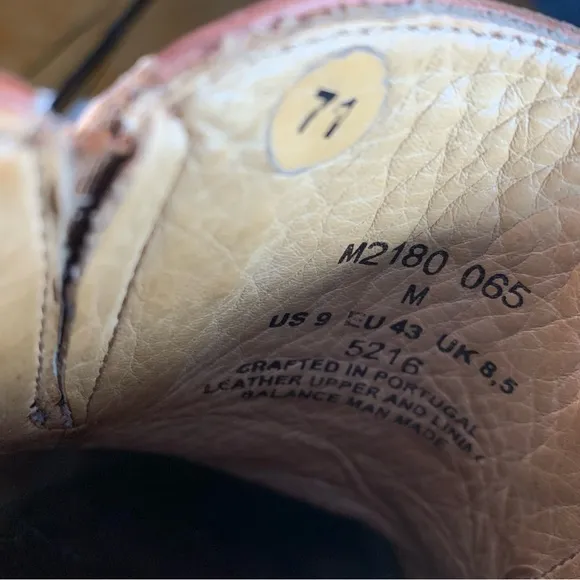 71
M2180 065
M
US 9 EU 43 UK 8,5
5216
CRAFTED IN PORTUGAL
LEATHER UPPER AND LINING
BALANCE MAN MADE